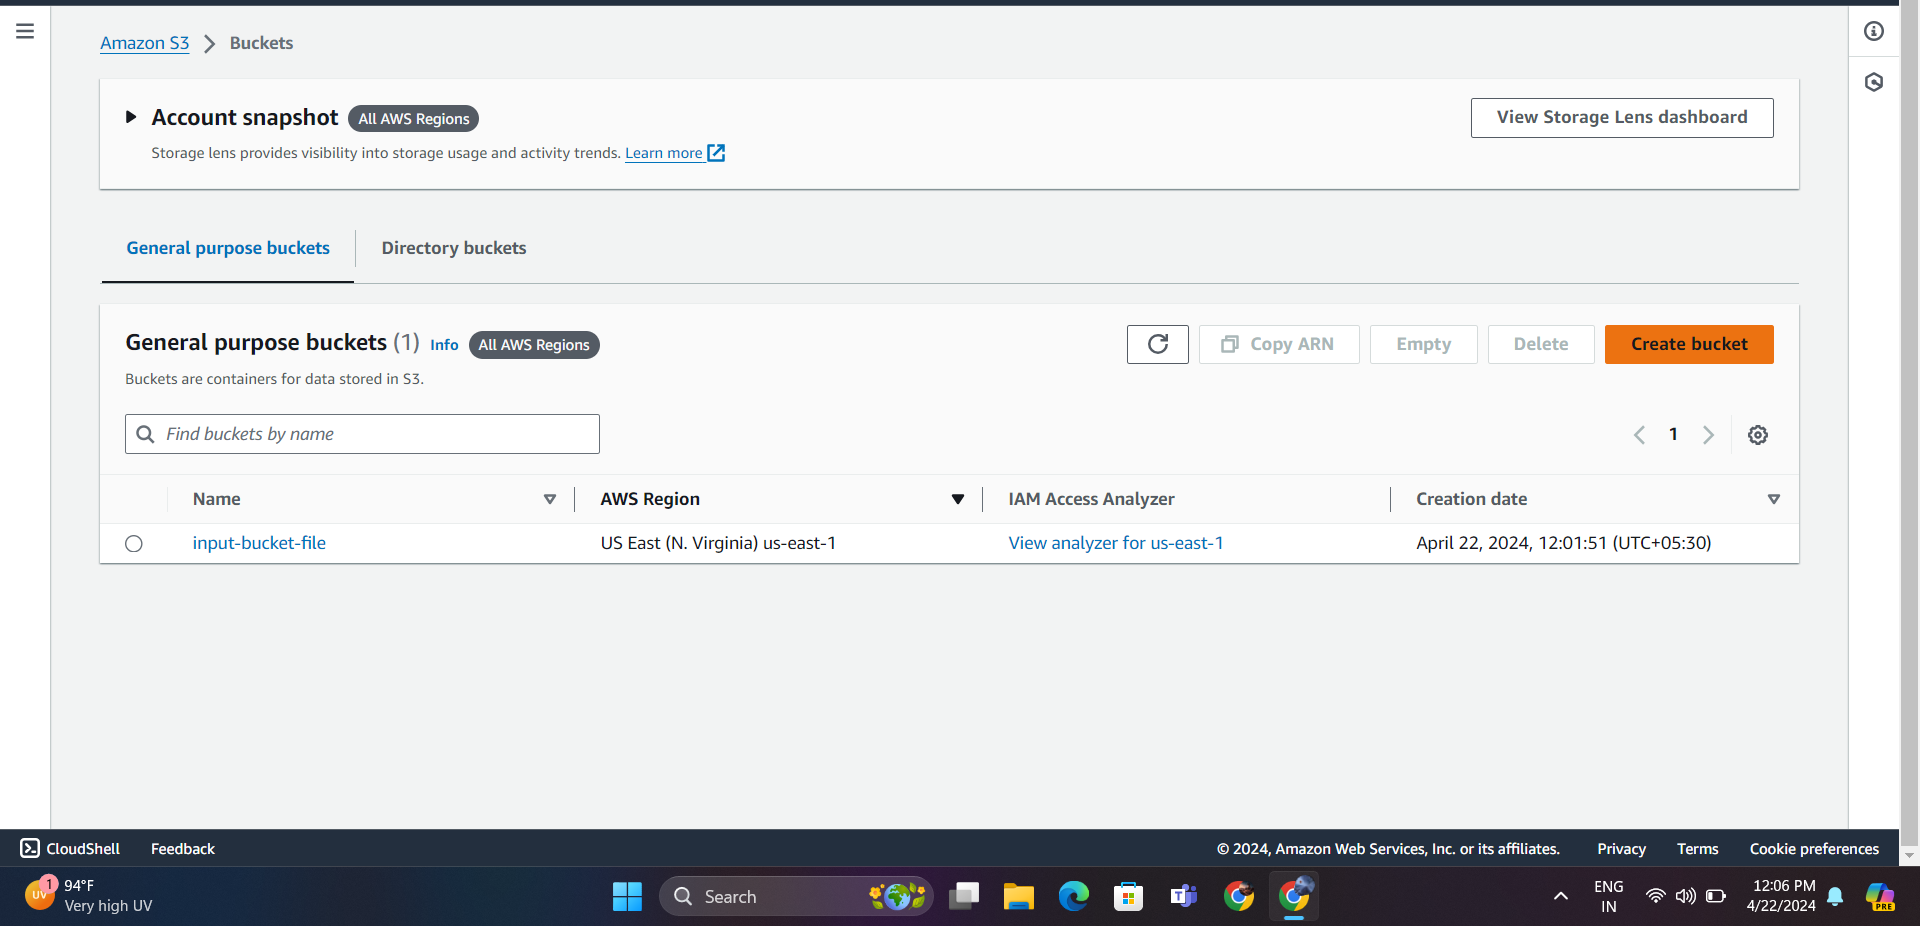 Amazon S3 > Buckets
Account snapshot All AWS Regions
View Storage Lens dashboard
Storage lens provides visibility into storage usage and activity trends. Learn more
General purpose buckets
Directory buckets
General purpose buckets (1) Info All AWS Regions
Copy ARN
Empty
Delete
Create bucket
Buckets are containers for data stored in S3.
Find buckets by name
1
Name AWS Region IAM Access Analyzer Creation date
input-bucket-file US East (N. Virginia) us-east-1 View analyzer for us-east-1 April 22, 2024, 12:01:51 (UTC+05:30)
CloudShell Feedback © 2024, Amazon Web Services, Inc. or its affiliates. Privacy Terms Cookie preferences
UV
1
94°F
Very high UV
Search
T
ENG
IN
12:06 PM
4/22/2024
PRE